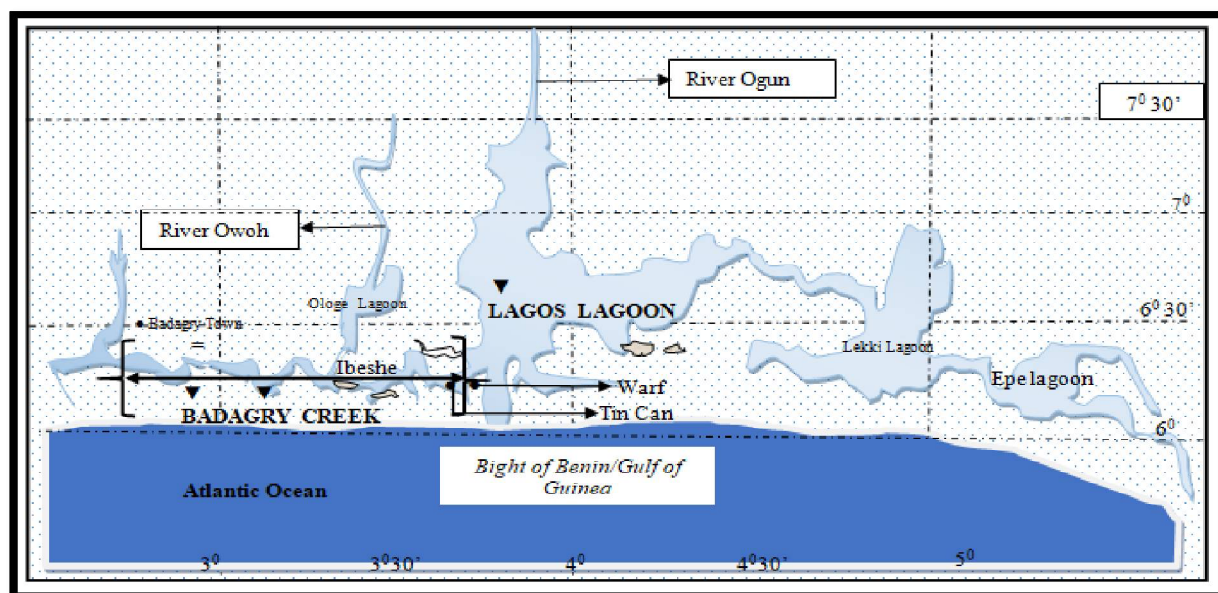 River Ogun
7⁰ 30'
7⁰
River Owoh
Ologe Lagoon
LAGOS LAGOON
6⁰ 30'
Badagry Town
=
Lekki Lagoon
Ibeshe
Epe lagoon
Warf
BADAGRY CREEK
Tin Can
6⁰
Bight of Benin/Gulf of
Guinea
Atlantic Ocean
3⁰
3⁰30'
4⁰
4⁰30'
5⁰